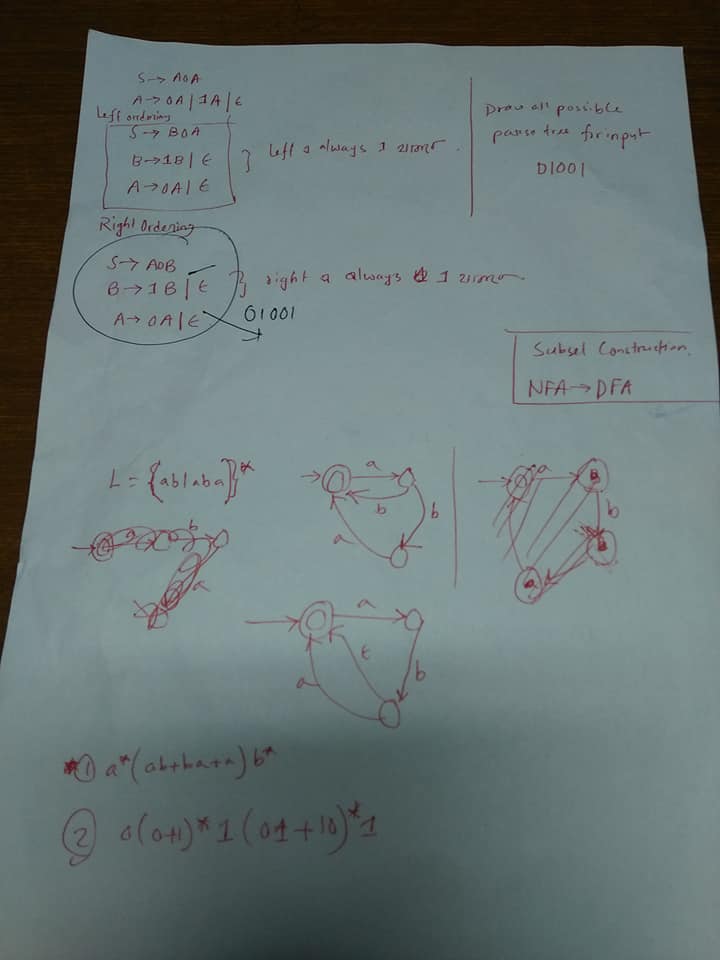 S → A0A
A → 0A | 1A | ϵ
Left ordering
S → B0A
B → 1B | ϵ
A → 0A | ϵ
left a always 1
Right Ordering
S → A0B
B → 1B | ϵ
A → 0A | ϵ
right a always 1
01001
Draw all possible
parse tree for input
01001
Subset Construction.
NFA → DFA
L = {ab|aba}*
a
b
b
a
a
b
a
a
b
a
b
ϵ
a
① a*(ab+ba+a)b*
② 0(0+1)*1(01+10)*1